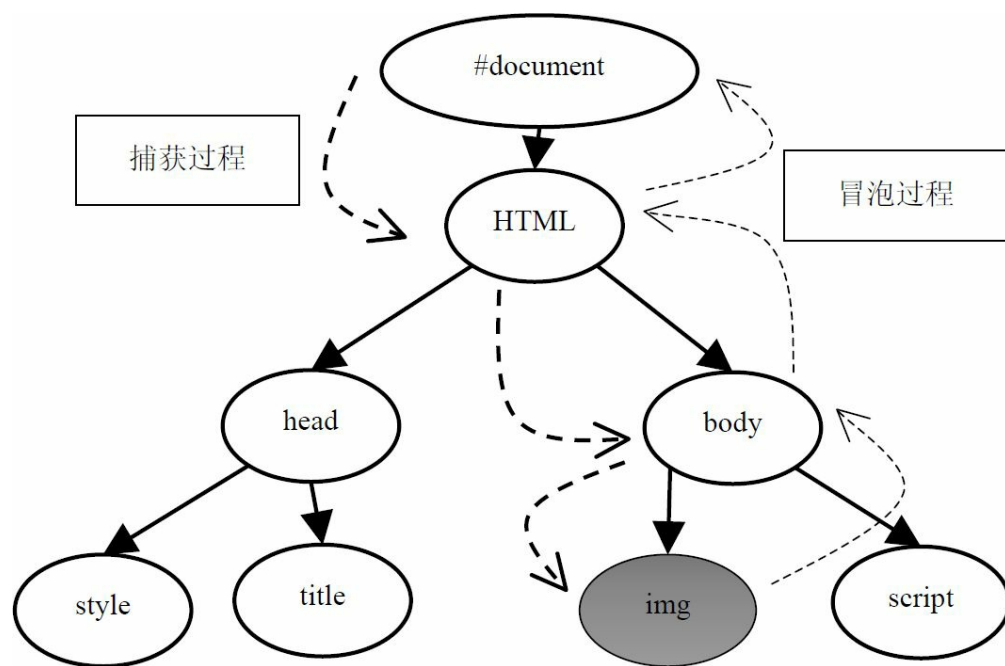 #document
捕获过程
冒泡过程
HTML
head
body
style
title
img
script